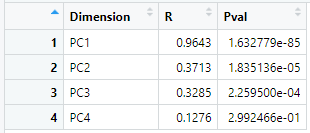 Dimension R Pval
1 PC1 0.9643 1.632779e-85
2 PC2 0.3713 1.835136e-05
3 PC3 0.3285 2.259500e-04
4 PC4 0.1276 2.992466e-01